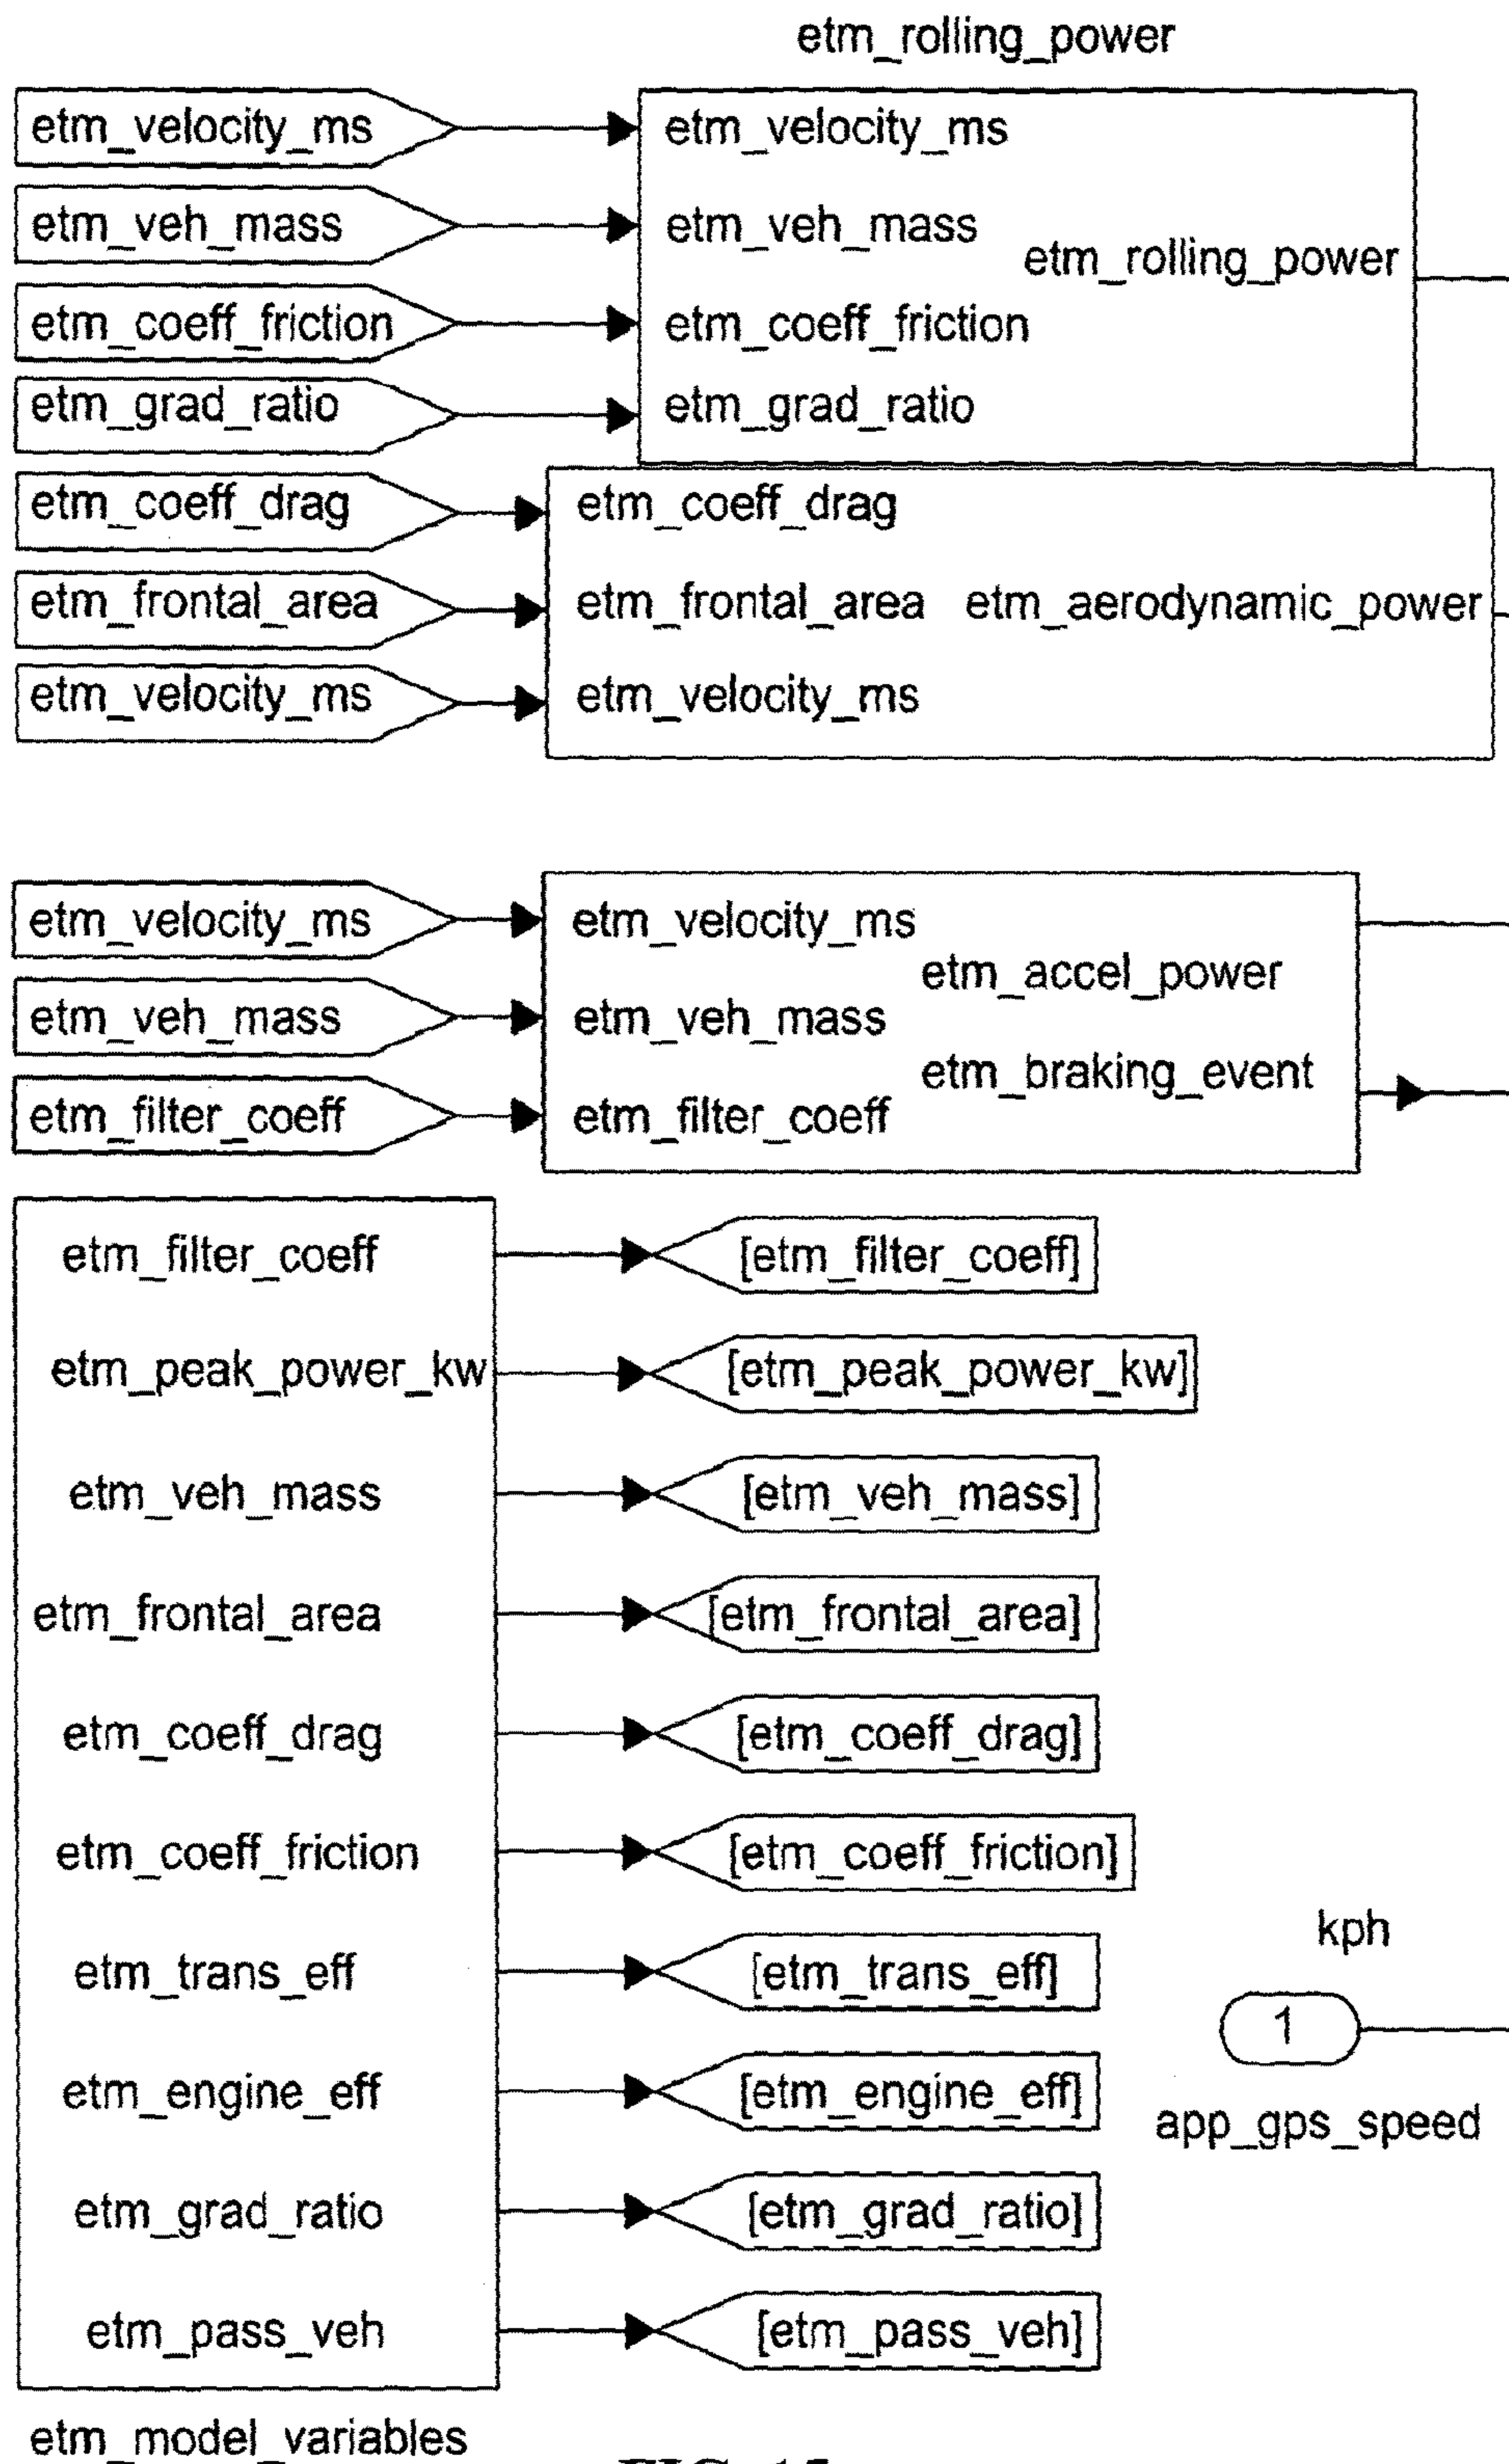 etm_rolling_power
etm_velocity_ms
etm_veh_mass
etm_coeff_friction
etm_grad_ratio
etm_velocity_ms
etm_veh_mass
etm_coeff_friction
etm_grad_ratio
etm_rolling_power
etm_coeff_drag
etm_frontal_area
etm_velocity_ms
etm_coeff_drag
etm_frontal_area
etm_velocity_ms
etm_aerodynamic_power
etm_velocity_ms
etm_veh_mass
etm_filter_coeff
etm_velocity_ms
etm_veh_mass
etm_filter_coeff
etm_accel_power
etm_braking_event
etm_filter_coeff
[etm_filter_coeff]
etm_peak_power_kw
[etm_peak_power_kw]
etm_veh_mass
[etm_veh_mass]
etm_frontal_area
[etm_frontal_area]
etm_coeff_drag
[etm_coeff_drag]
etm_coeff_friction
[etm_coeff_friction]
etm_trans_eff
[etm_trans_eff]
etm_engine_eff
[etm_engine_eff]
etm_grad_ratio
[etm_grad_ratio]
etm_pass_veh
[etm_pass_veh]
etm_model_variables
kph
1
app_gps_speed